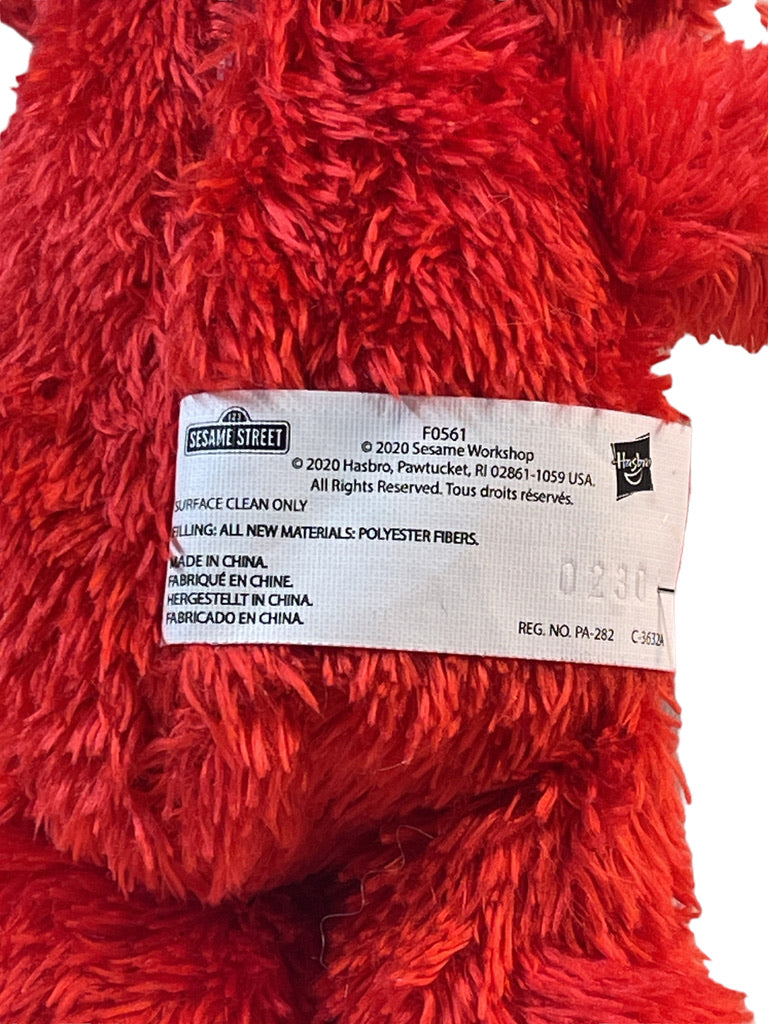 123
SESAME STREET
F0561
© 2020 Sesame Workshop
© 2020 Hasbro, Pawtucket, RI 02861-1059 USA.
All Rights Reserved. Tous droits réservés.
Hasbro
SURFACE CLEAN ONLY
FILLING: ALL NEW MATERIALS: POLYESTER FIBERS.
MADE IN CHINA.
FABRIQUÉ EN CHINE.
HERGESTELLT IN CHINA.
FABRICADO EN CHINA.
0230
REG. NO. PA-282 C-3632A